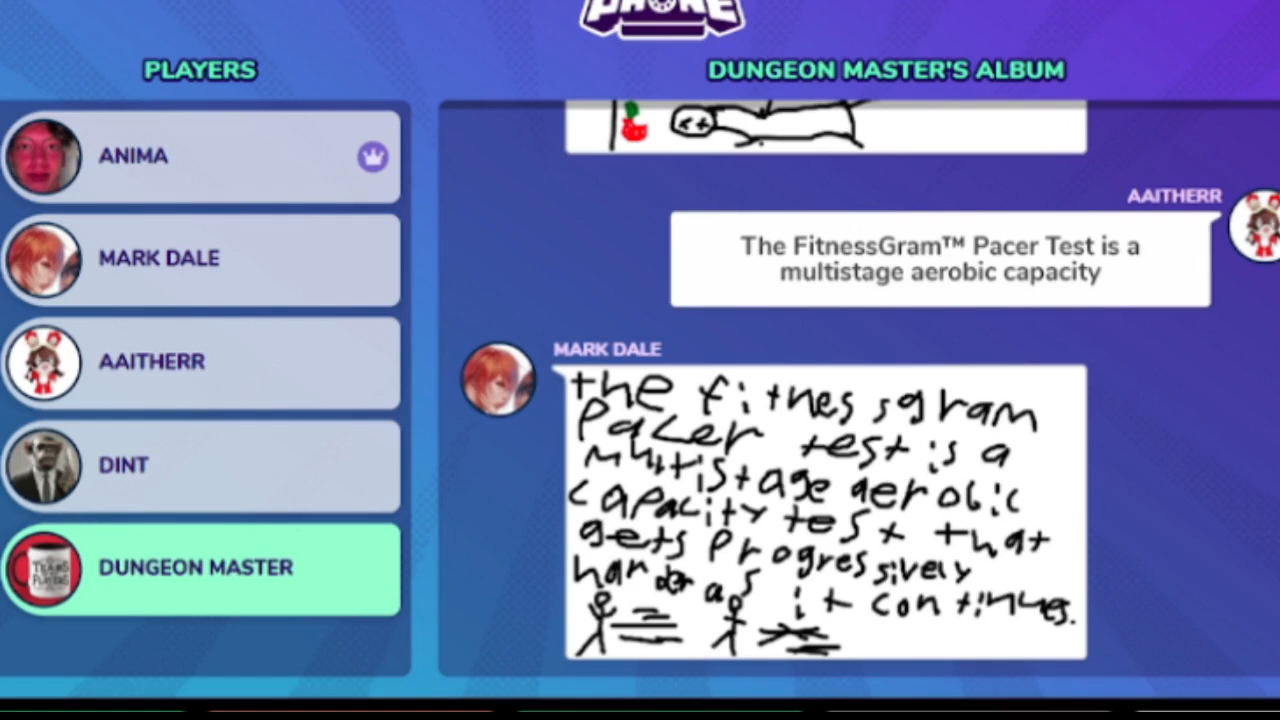 PHONE
PLAYERS
ANIMA
MARK DALE
AAITHERR
DINT
DUNGEON MASTER
DUNGEON MASTER'S ALBUM
AAITHERR
The FitnessGram™ Pacer Test is a
multistage aerobic capacity
MARK DALE
the fitnessgram
Pacer test is a
multistage aerobic
capacity test that
gets progressively
harder as it continues.